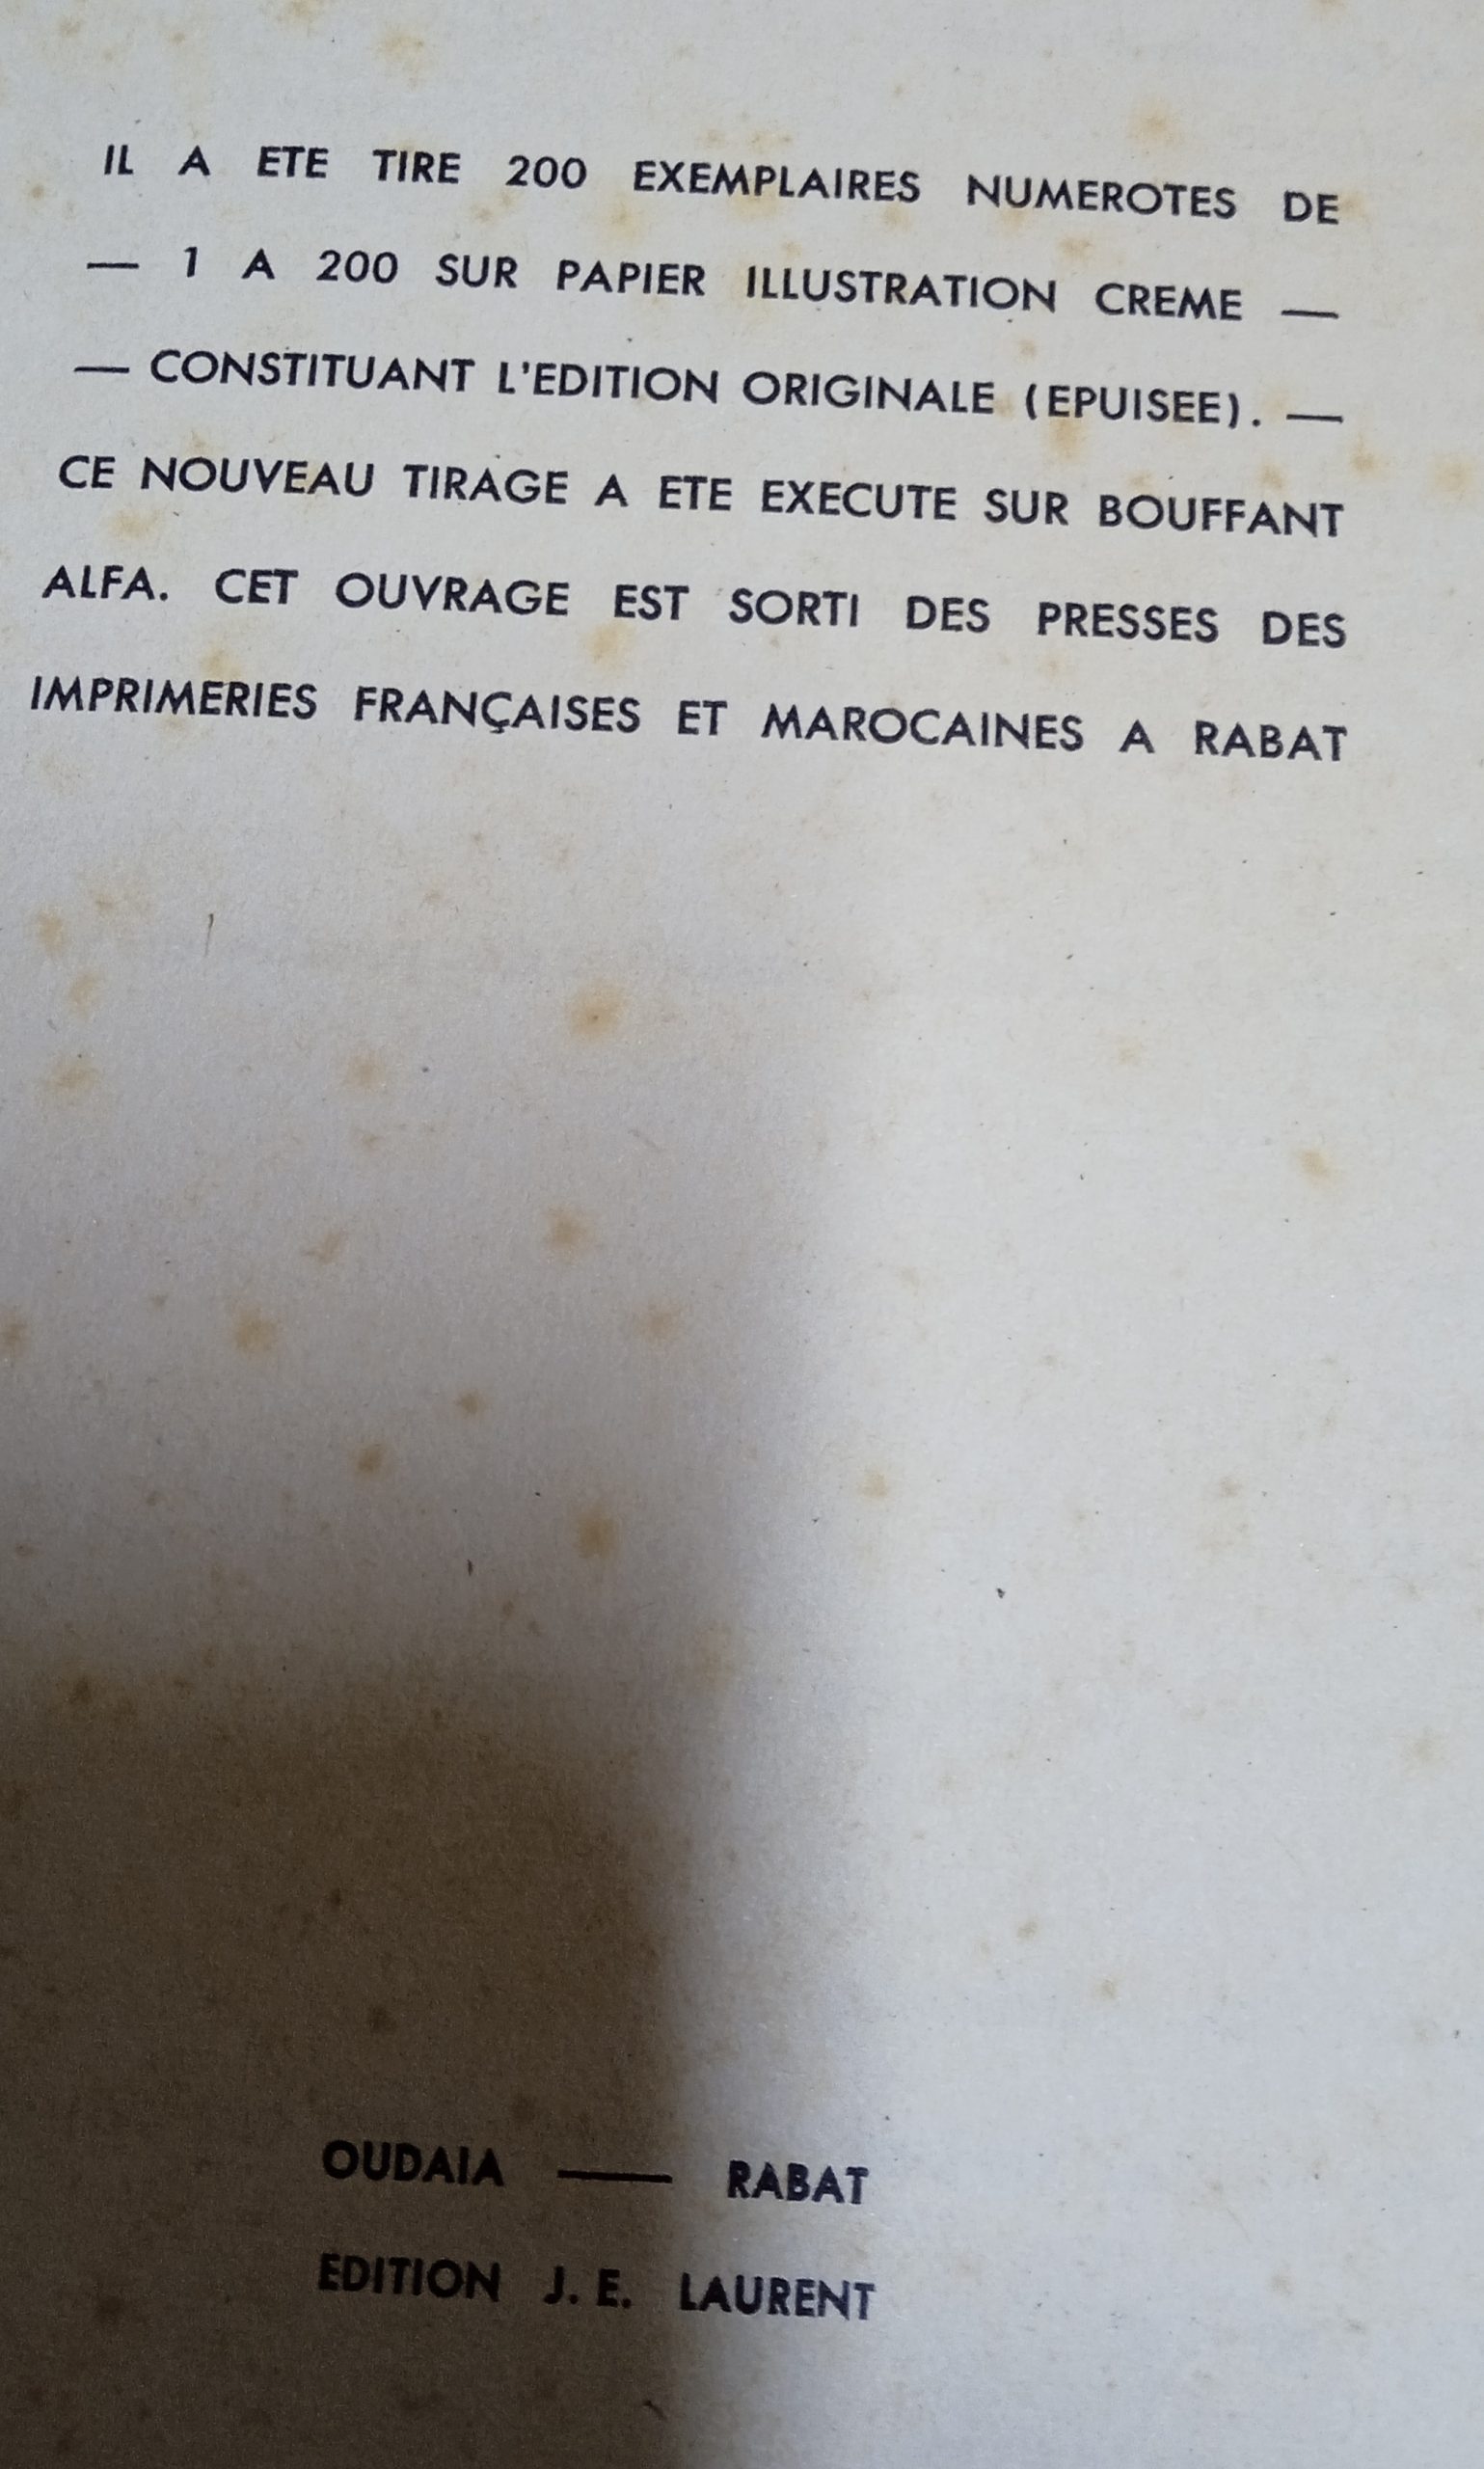 IL A ETE TIRE 200 EXEMPLAIRES NUMEROTES DE
— 1 A 200 SUR PAPIER ILLUSTRATION CREME —
— CONSTITUANT L'EDITION ORIGINALE (EPUISEE). —
CE NOUVEAU TIRAGE A ETE EXECUTE SUR BOUFFANT
ALFA. CET OUVRAGE EST SORTI DES PRESSES DES
IMPRIMERIES FRANÇAISES ET MAROCAINES A RABAT
OUDAIA — RABAT
EDITION J. E. LAURENT